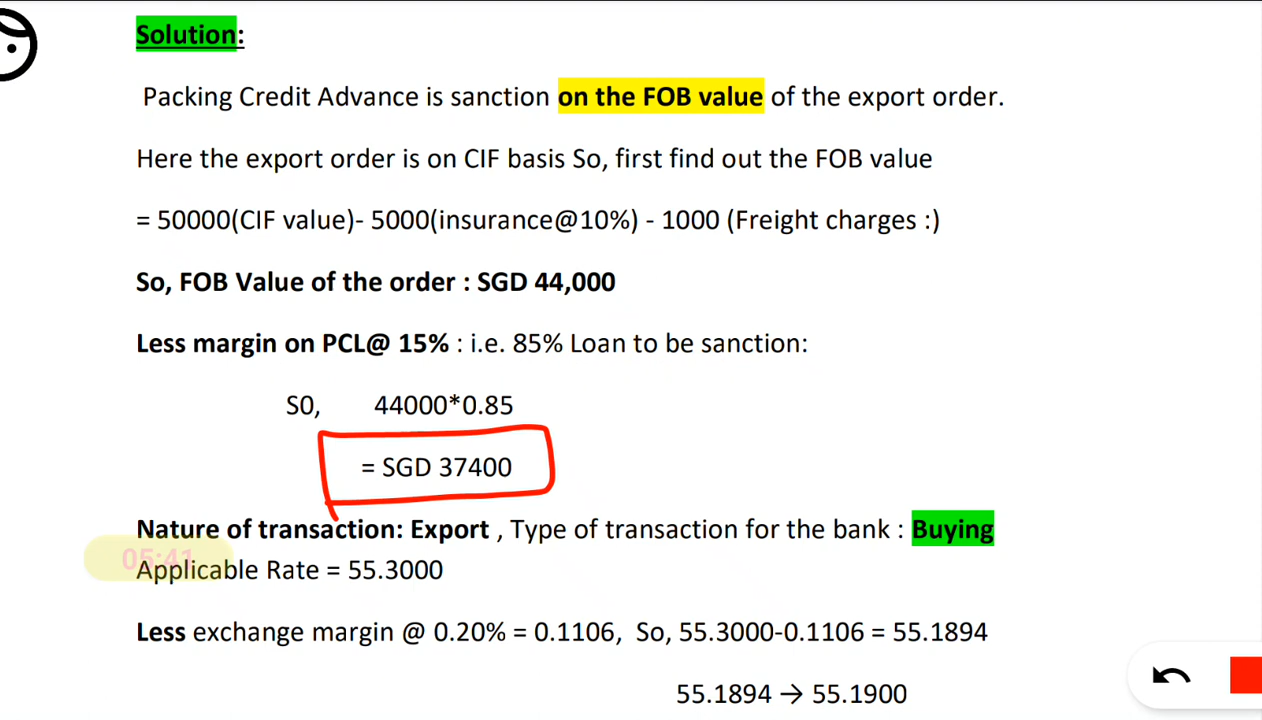 Solution:
Packing Credit Advance is sanction on the FOB value of the export order.
Here the export order is on CIF basis So, first find out the FOB value
= 50000(CIF value)- 5000(insurance@10%) - 1000 (Freight charges :)
So, FOB Value of the order : SGD 44,000
Less margin on PCL@ 15% : i.e. 85% Loan to be sanction:
S0, 44000*0.85
= SGD 37400
Nature of transaction: Export , Type of transaction for the bank : Buying
05:41
Applicable Rate = 55.3000
Less exchange margin @ 0.20% = 0.1106, So, 55.3000-0.1106 = 55.1894
55.1894 → 55.1900